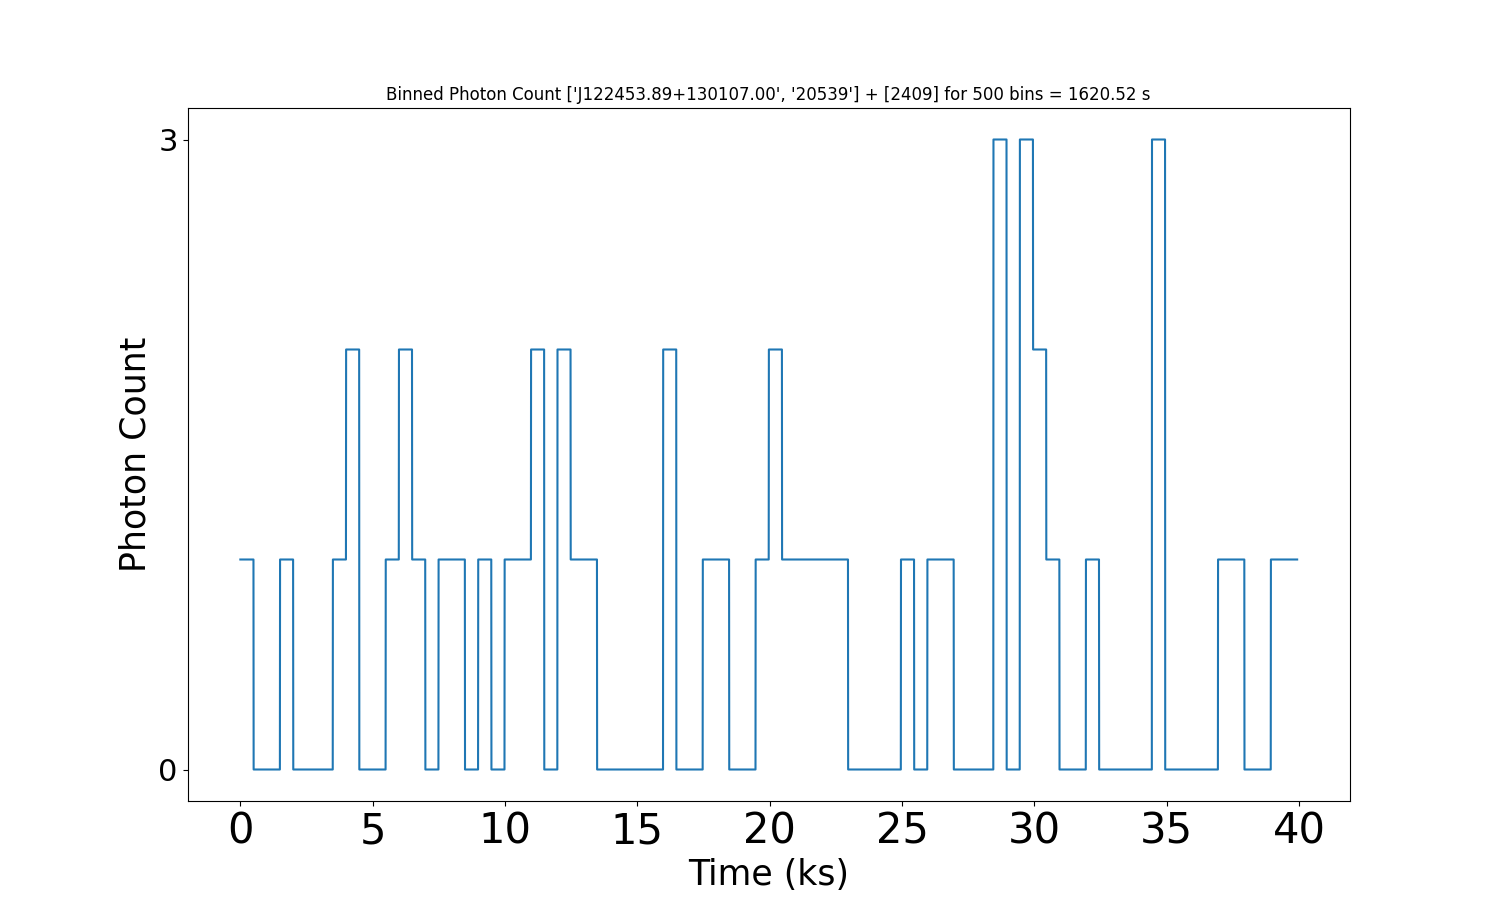 Binned Photon Count ['J122453.89+130107.00', '20539'] + [2409] for 500 bins = 1620.52 s
3
Photon Count
0
0 5 10 15 20 25 30 35 40
Time (ks)